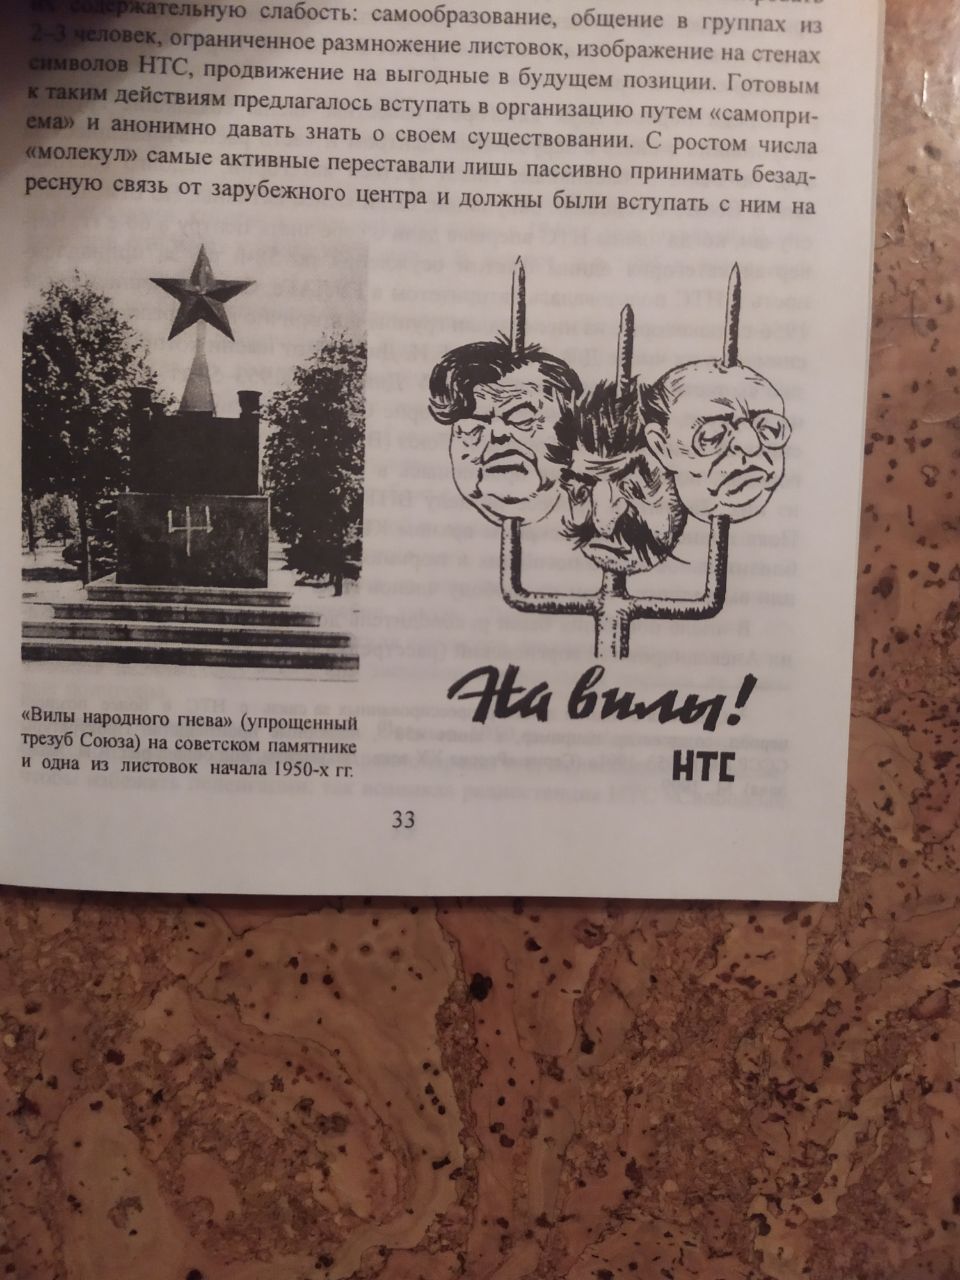 их содержательную слабость: самообразование, общение в группах из
2–3 человек, ограниченное размножение листовок, изображение на стенах
символов НТС, продвижение на выгодные в будущем позиции. Готовым
к таким действиям предлагалось вступать в организацию путем «самопри-
ема» и анонимно давать знать о своем существовании. С ростом числа
«молекул» самые активные переставали лишь пассивно принимать безад-
ресную связь от зарубежного центра и должны были вступать с ним на
«Вилы народного гнева» (упрощенный
трезуб Союза) на советском памятнике
и одна из листовок начала 1950-х гг.
На вилы!
НТС
33